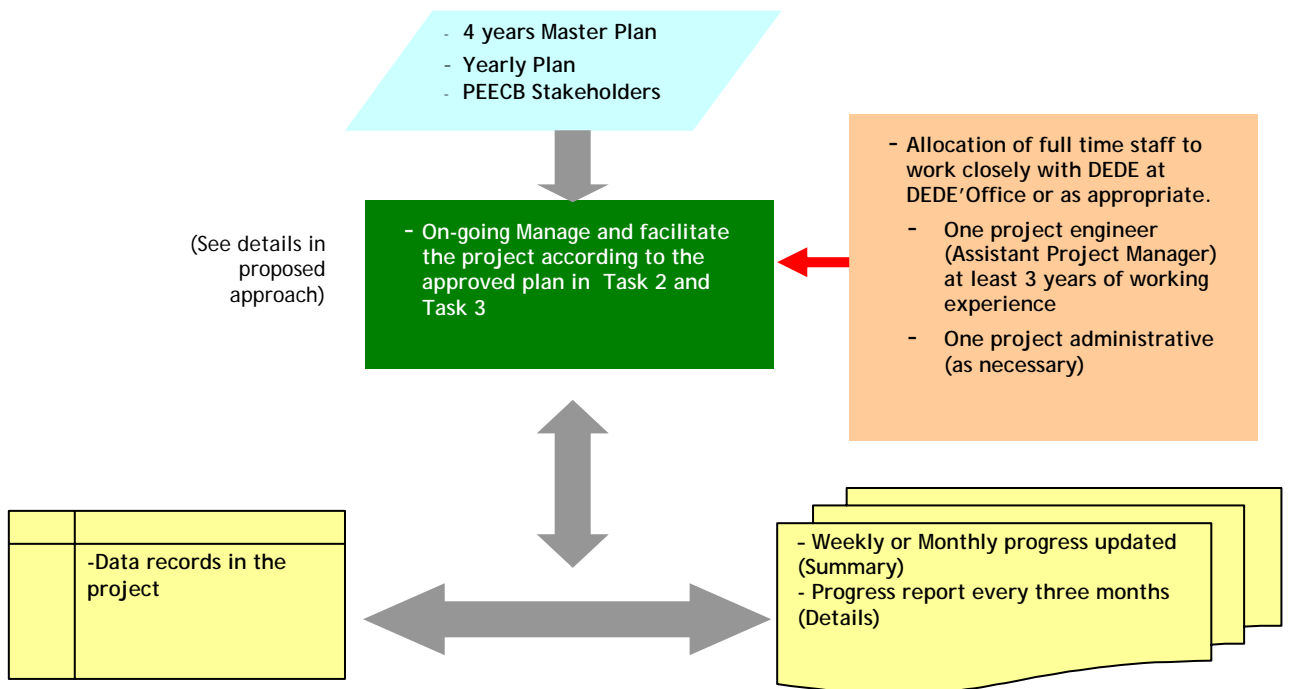 - 4 years Master Plan
- Yearly Plan
- PEECB Stakeholders
- Allocation of full time staff to
work closely with DEDE at
DEDE'Office or as appropriate.
- One project engineer
(Assistant Project Manager)
at least 3 years of working
experience
- One project administrative
(as necessary)
(See details in
proposed
approach)
- On-going Manage and facilitate
the project according to the
approved plan in Task 2 and
Task 3
-Data records in the
project
- Weekly or Monthly progress updated
(Summary)
- Progress report every three months
(Details)